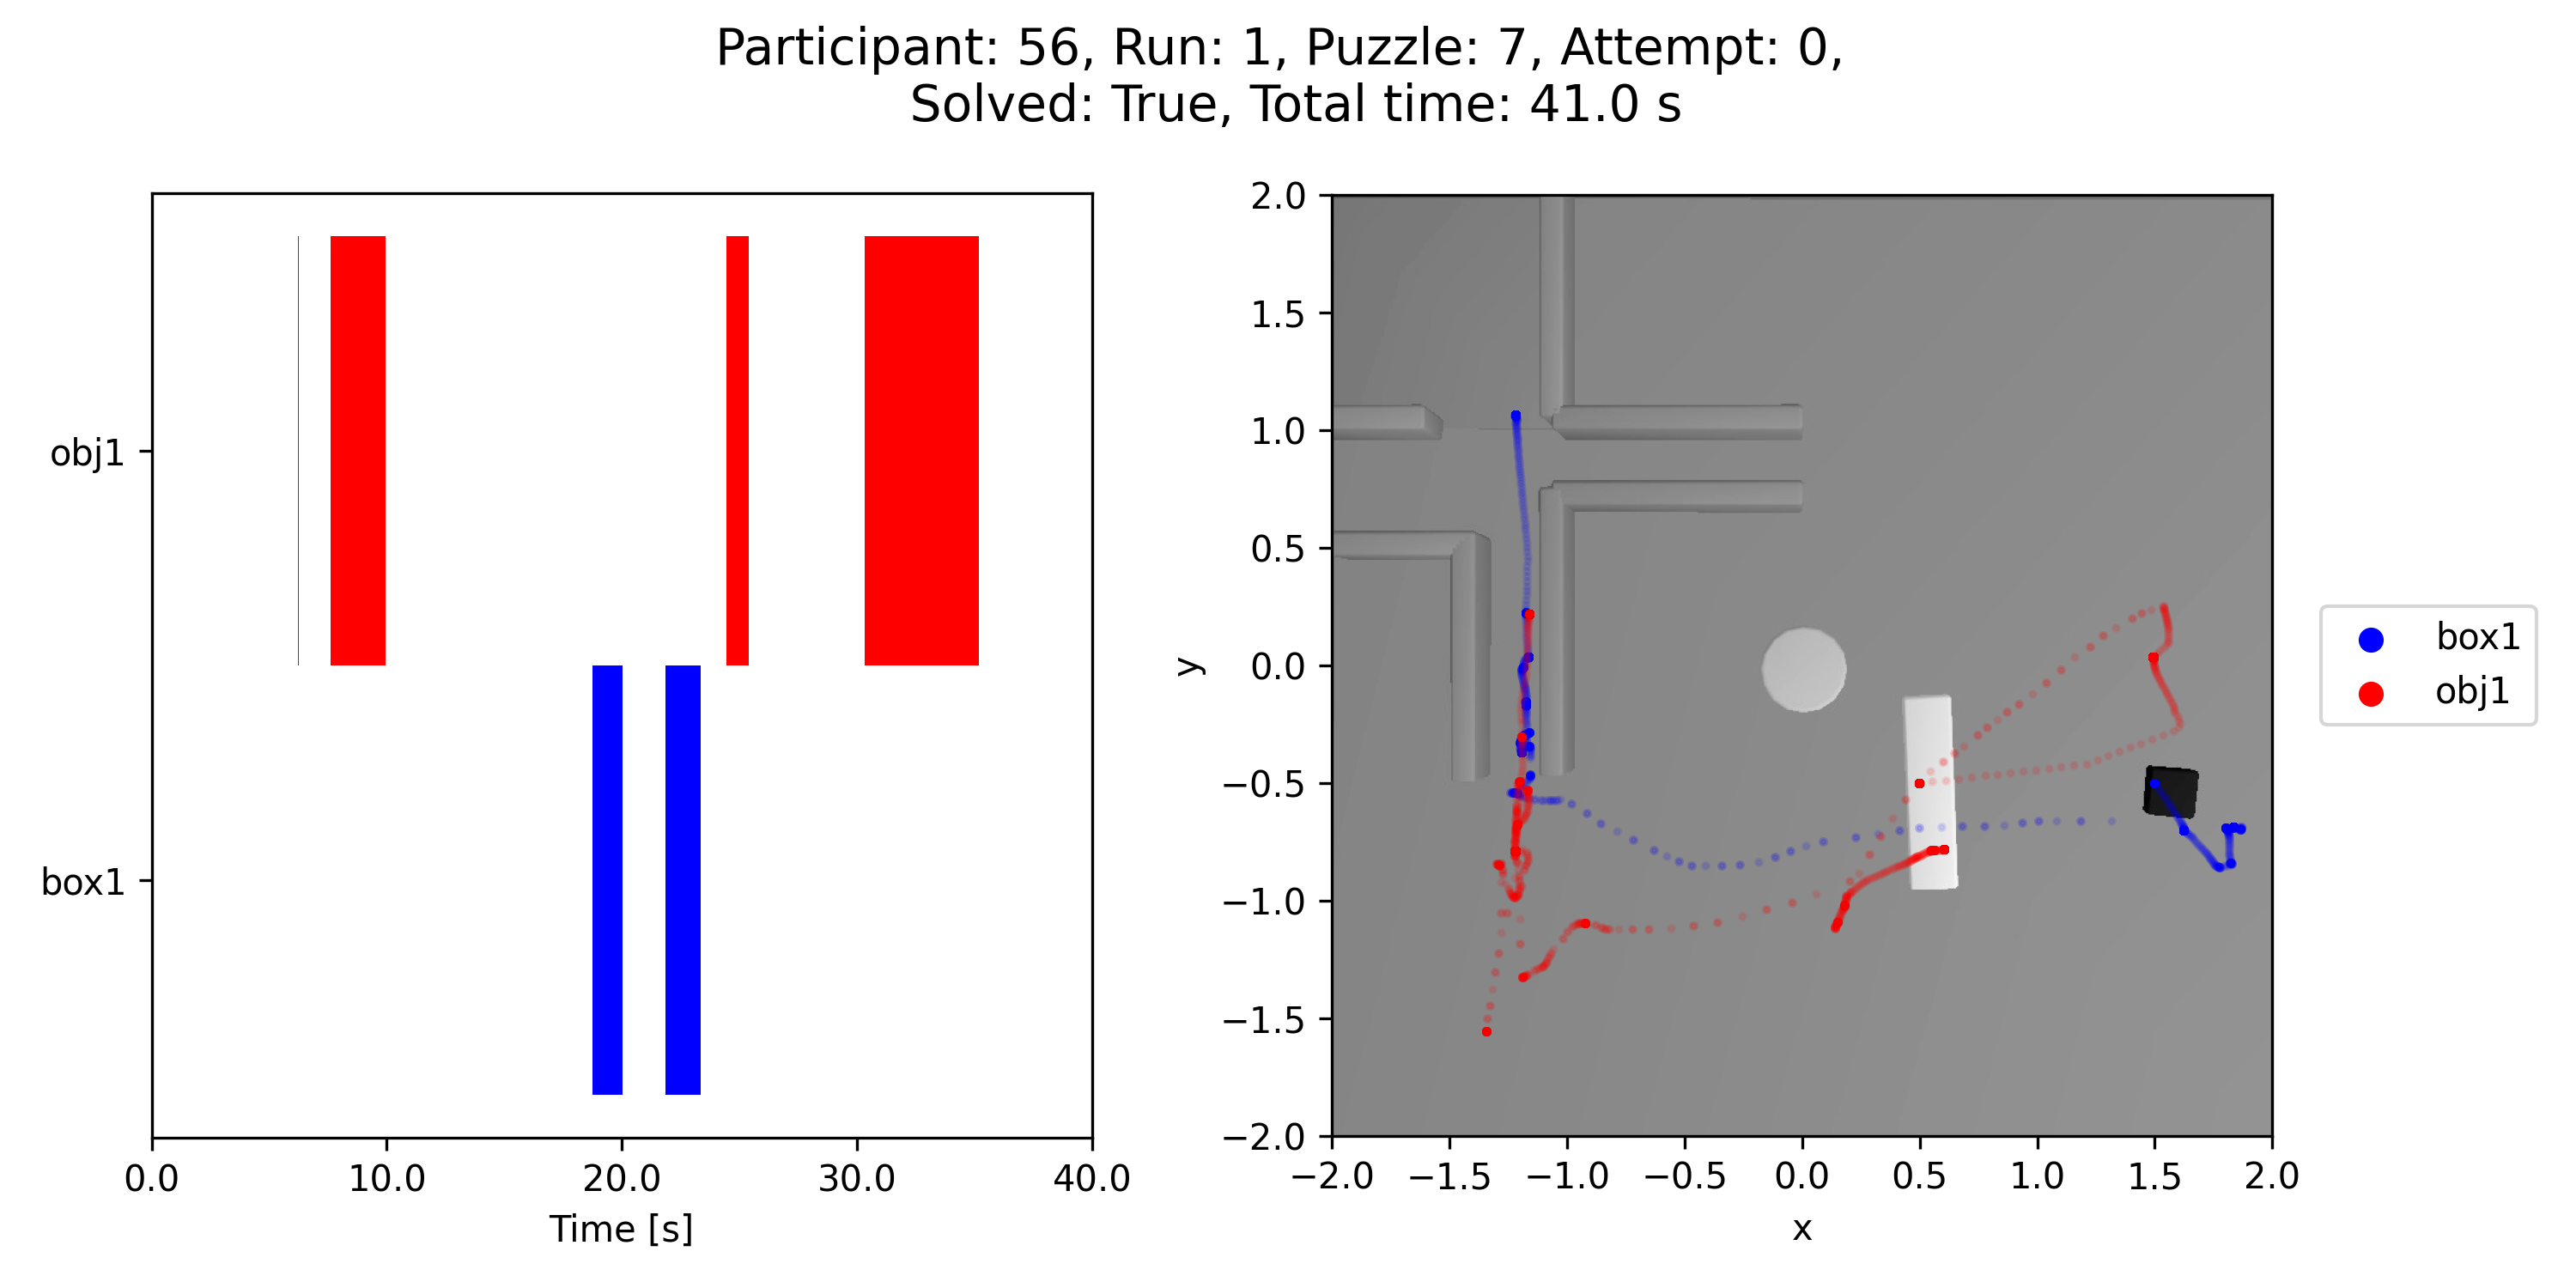 Participant: 56, Run: 1, Puzzle: 7, Attempt: 0,
Solved: True, Total time: 41.0 s
obj1
box1
0.0 10.0 20.0 30.0 40.0
Time [s]
2.0
1.5
1.0
0.5
0.0
−0.5
−1.0
−1.5
−2.0
y
−2.0 −1.5 −1.0 −0.5 0.0 0.5 1.0 1.5 2.0
x
box1
obj1